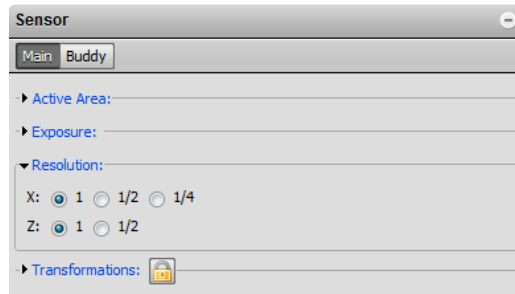 Sensor
Main Buddy
Active Area:
Exposure:
Resolution:
X: 1 1/2 1/4
Z: 1 1/2
Transformations: